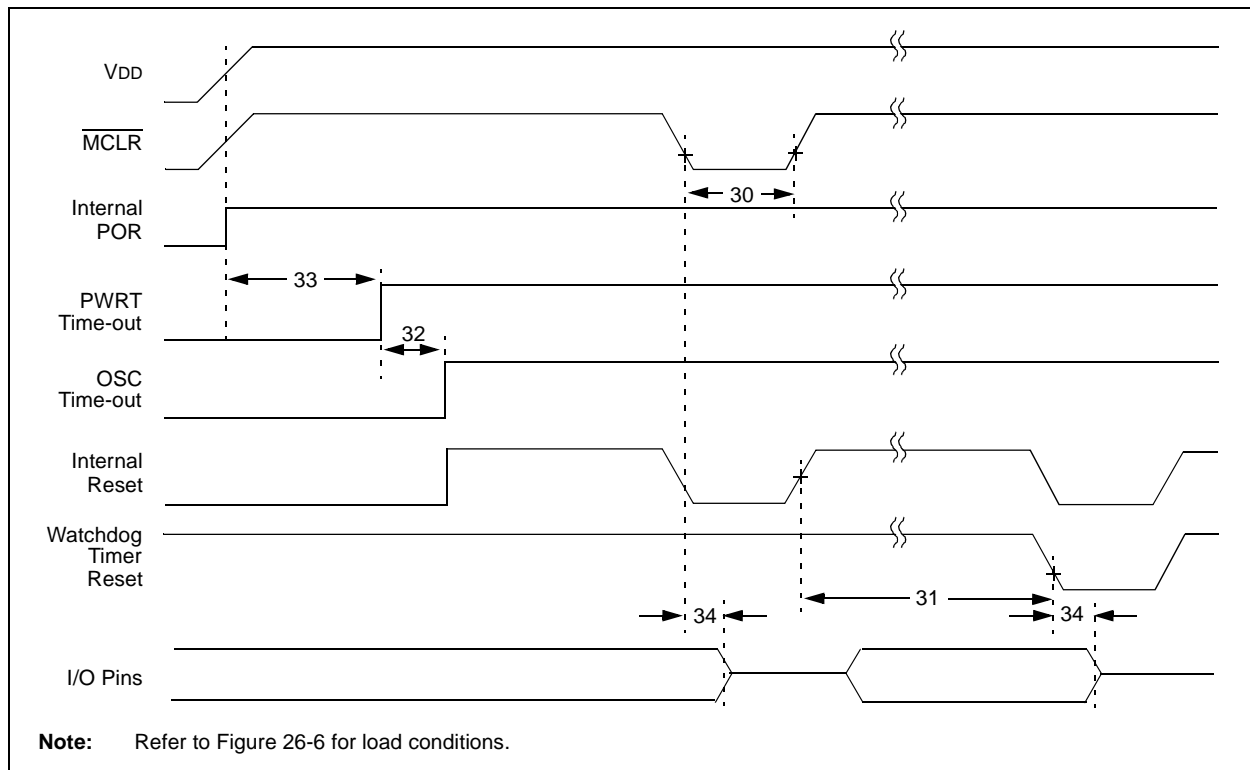 VDD
MCLR
Internal
POR
30
33
PWRT
Time-out
32
OSC
Time-out
Internal
Reset
Watchdog
Timer
Reset
31
34
34
I/O Pins
Note: Refer to Figure 26-6 for load conditions.